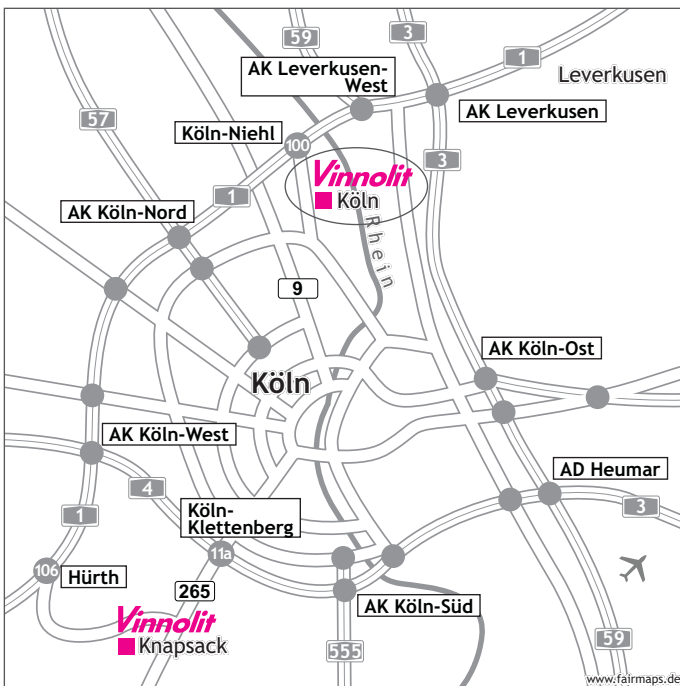 59
3
1
AK Leverkusen-
West
Leverkusen
AK Leverkusen
57
Köln-Niehl
100
3
1
Vinnolit
Köln
AK Köln-Nord
Rhein
9
AK Köln-Ost
Köln
AK Köln-West
AD Heumar
4
1
Köln-
Klettenberg
3
11a
106
Hürth
265
AK Köln-Süd
Vinnolit
Knapsack
555
59
www.fairmaps.de